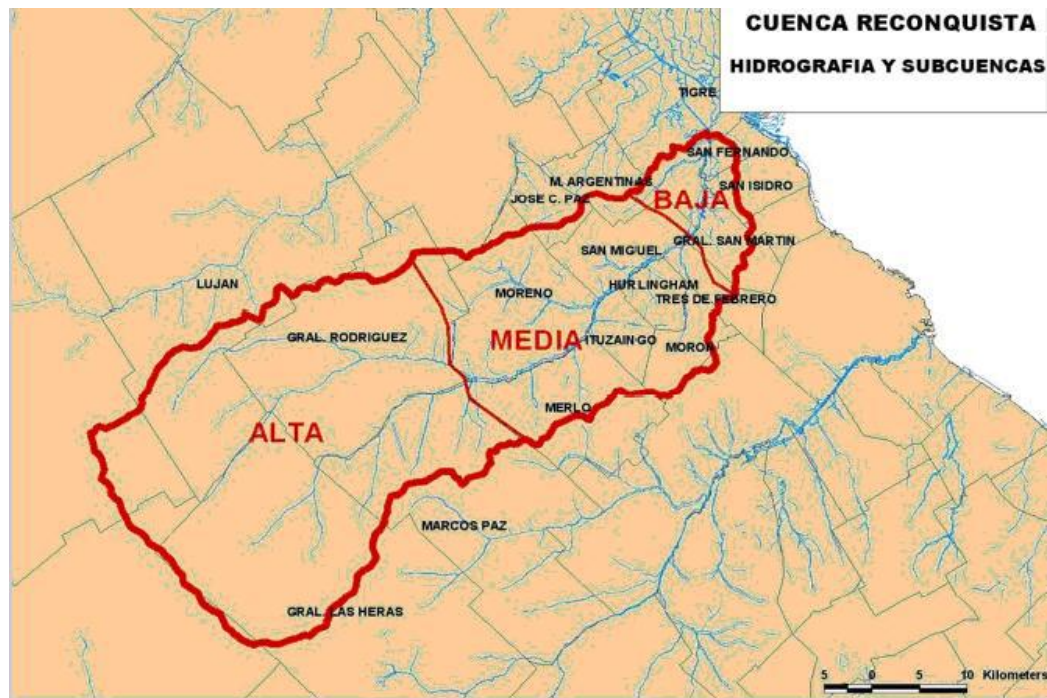 CUENCA RECONQUISTA
HIDROGRAFIA Y SUBCUENCAS
TIGRE
SAN FERNANDO
M. ARGENTINAS
SAN ISIDRO
JOSE C. PAZ
BAJA
GRAL. SAN MARTIN
SAN MIGUEL
LUJAN
HURLINGHAM
MORENO
TRES DE FEBRERO
GRAL. RODRIGUEZ
MEDIA
ITUZAINGO
MORON
MERLO
ALTA
MARCOS PAZ
GRAL. LAS HERAS
5 0 5 10 Kilometers